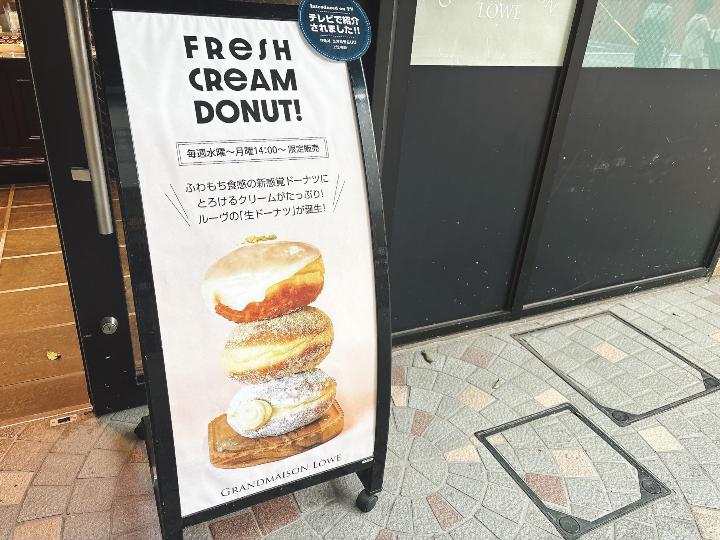 Introduced on TV
テレビで紹介
されました!!
FRESH
CREAM
DONUT!
毎週水曜〜月曜14:00〜 限定販売
ふわもち食感の新感覚ドーナツに
とろけるクリームがたっぷり!
ルーヴの「生ドーナツ」が誕生!
GRANDMAISON LOWE
LOWE